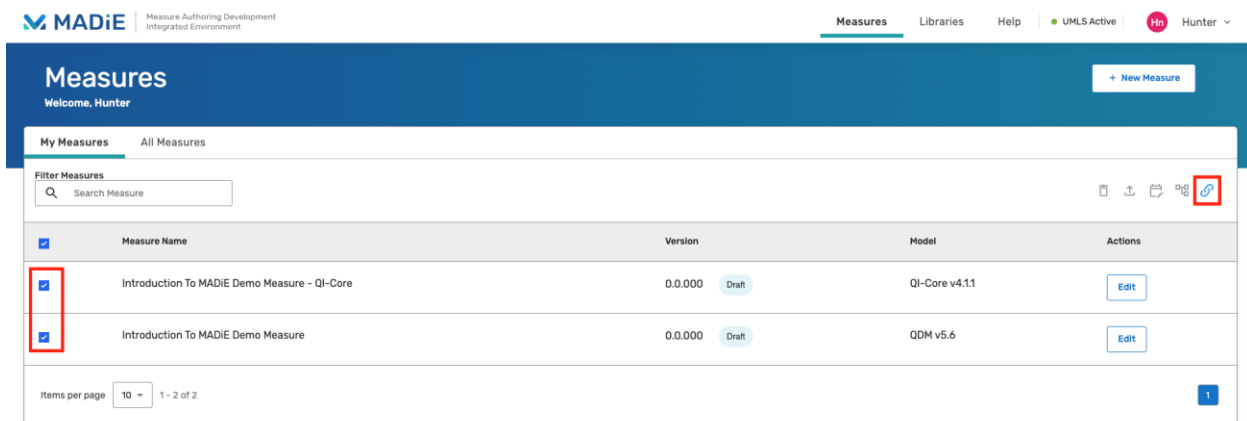 MADiE
Measure Authoring Development
Integrated Environment
Measures Libraries Help UMLS Active Hn Hunter
Measures
Welcome, Hunter
+ New Measure
My Measures All Measures
Filter Measures
Search Measure
Measure Name Version Model Actions
Introduction To MADiE Demo Measure - QI-Core 0.0.000 Draft QI-Core v4.1.1 Edit
Introduction To MADiE Demo Measure 0.0.000 Draft QDM v5.6 Edit
Items per page 10 1 - 2 of 2 1